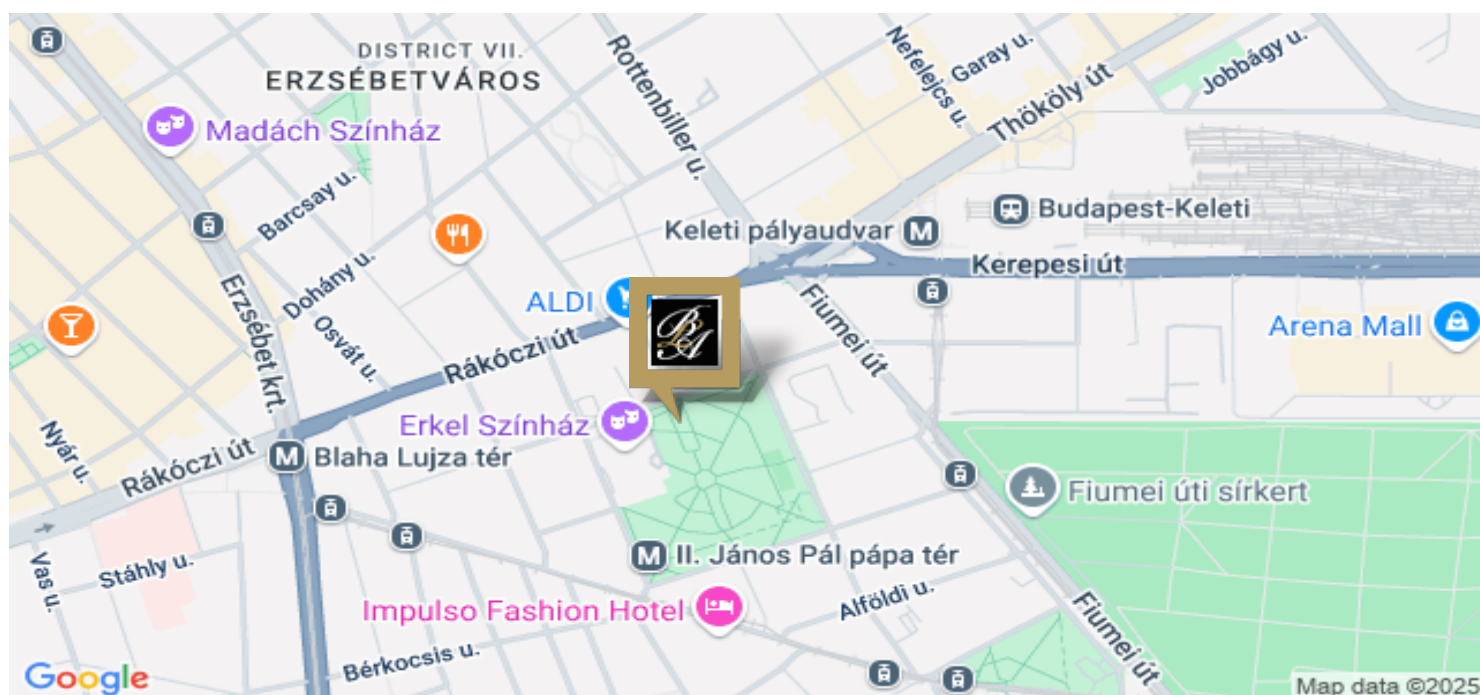 DISTRICT VII.
ERZSÉBETVÁROS
Rottenbiller u.
Nefelejcs u.
Garay u.
Jobbágy u.
Thököly út
Madách Színház
Barcsay u.
Keleti pályaudvar
M
Budapest-Keleti
Kerepesi út
Dohány u.
Erzsébet krt.
Osvát u.
ALDI
Rákóczi út
BLA
Fiumei út
Arena Mall
Nyár u.
Erkel Színház
Rákóczi út
M
Blaha Lujza tér
Fiumei úti sírkert
Vas u.
Stáhly u.
M
II. János Pál pápa tér
Impulso Fashion Hotel
Alföldi u.
Fiumei út
Bérkocsis u.
Google
Map data ©2025